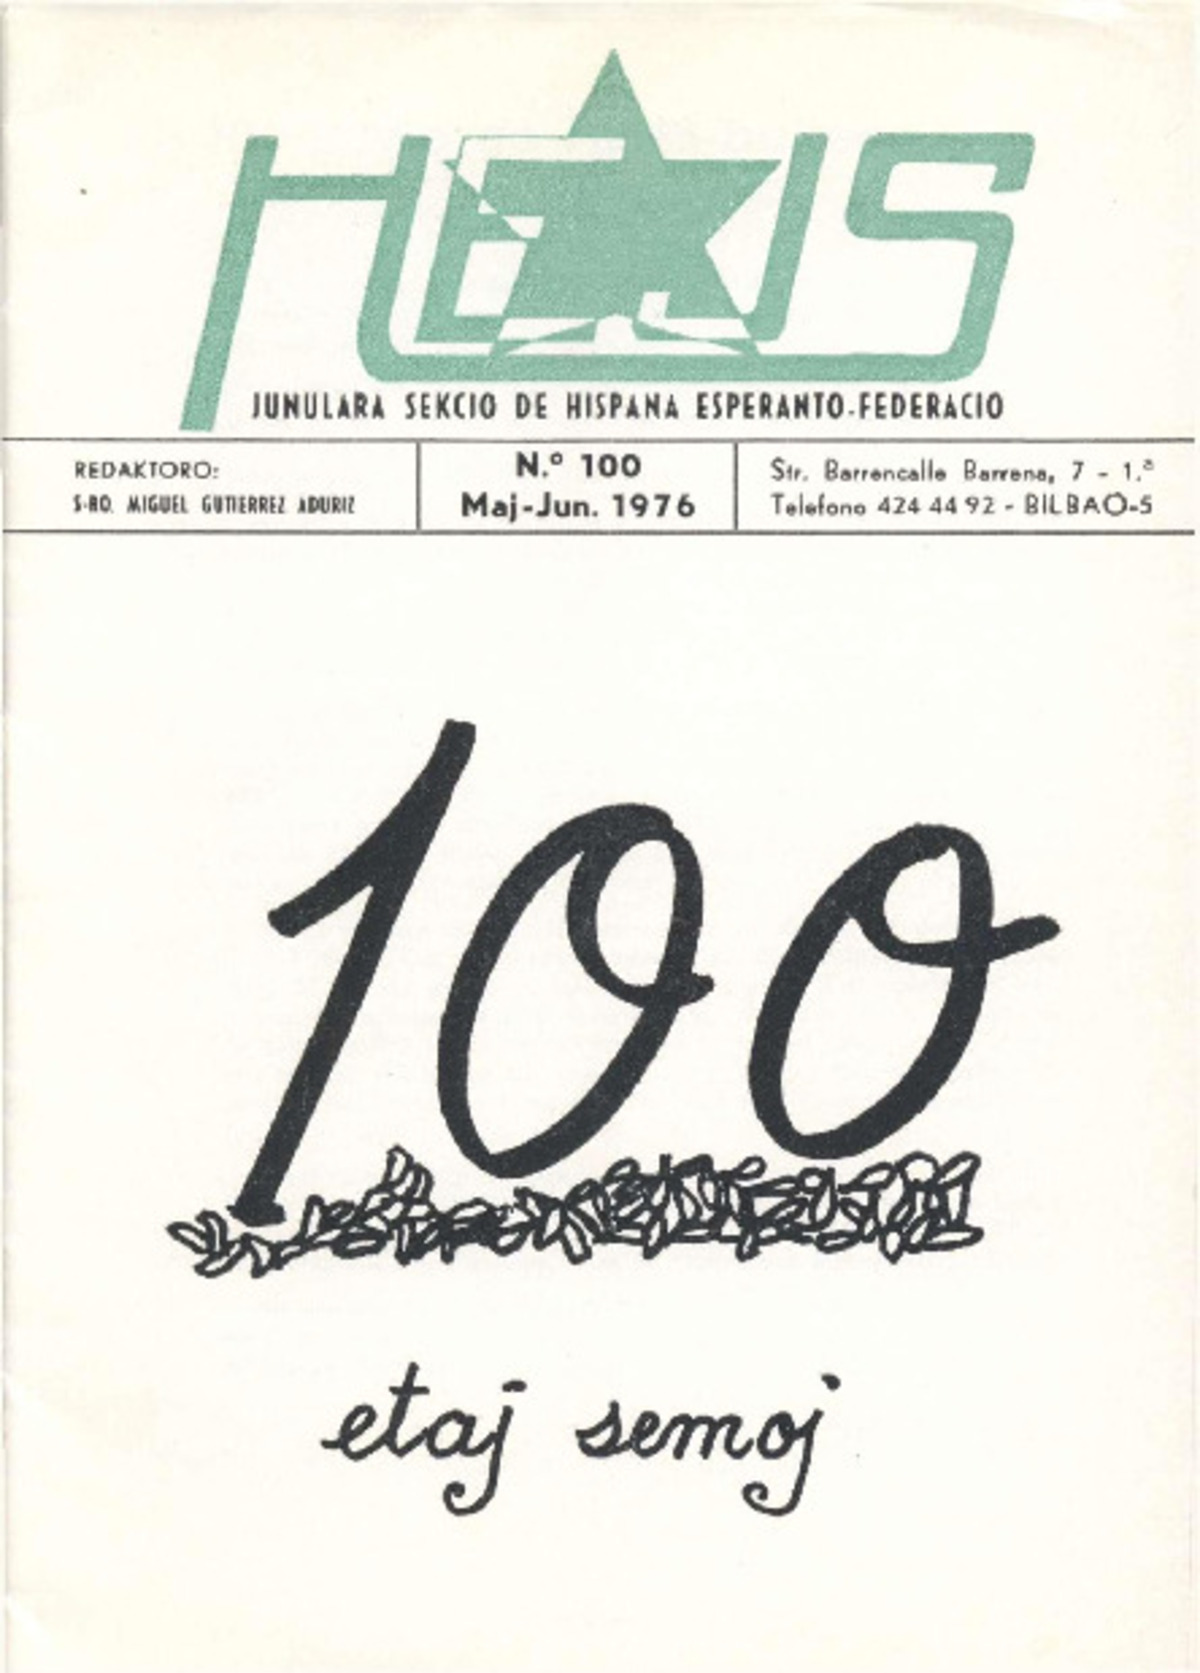 HEJS
JUNULARA SEKCIO DE HISPANA ESPERANTO-FEDERACIO
REDAKTORO:
S-RO. MIGUEL GUTIERREZ ADURIZ
N.º 100
Maj-Jun. 1976
Str. Barrencalle Barrena, 7 - 1.ª
Telefono 424 44 92 - BILBAO-5
100
etaj semoj